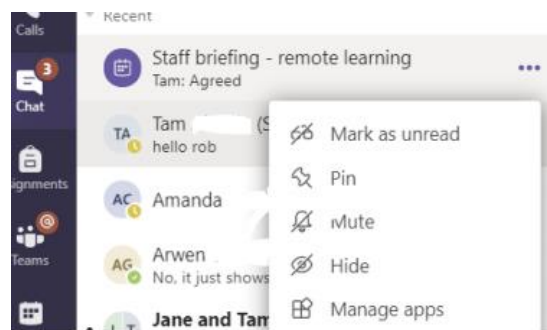 Recent
Calls
Staff briefing - remote learning
Tam: Agreed
3
Chat
TA
Tam (S
hello rob
Mark as unread
Pin
ignments
AC
Amanda
Mute
@
Teams
AG
Arwen
No, it just shows
Hide
Jane and Tam
Manage apps